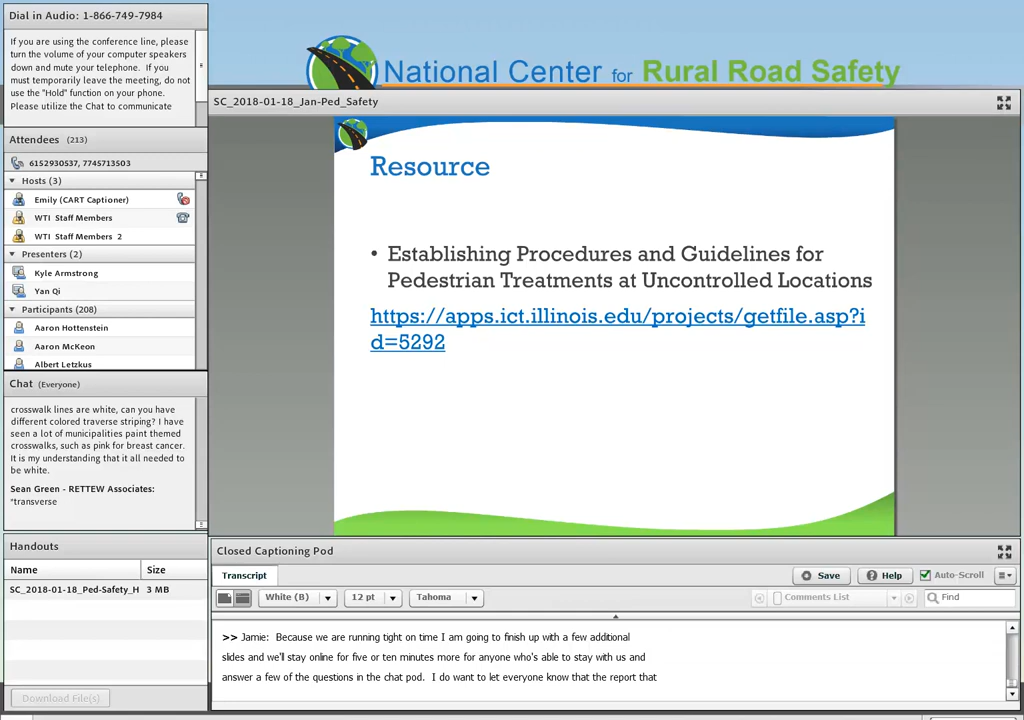 Dial in Audio: 1-866-749-7984
If you are using the conference line, please
turn the volume of your computer speakers
down and mute your telephone. If you
must temporarily leave the meeting, do not
use the "Hold" function on your phone.
Please utilize the Chat to communicate
National Center for Rural Road Safety
SC_2018-01-18_Jan-Ped_Safety
Attendees (213)
6152930537, 7745713503
Hosts (3)
Emily (CART Captioner)
WTI Staff Members
WTI Staff Members 2
Presenters (2)
Kyle Armstrong
Yan Qi
Participants (208)
Aaron Hottenstein
Aaron McKeon
Albert Letzkus
Chat (Everyone)
crosswalk lines are white, can you have
different colored traverse striping? I have
seen a lot of municipalities paint themed
crosswalks, such as pink for breast cancer.
It is my understanding that it all needed to
be white.
Sean Green - RETTEW Associates:
*transverse
Handouts
Name Size
SC_2018-01-18_Ped-Safety_H 3 MB
Download File(s)
Resource
• Establishing Procedures and Guidelines for
Pedestrian Treatments at Uncontrolled Locations
https://apps.ict.illinois.edu/projects/getfile.asp?i
d=5292
Closed Captioning Pod
Transcript
Save
Help
Auto-Scroll
White (B)
12 pt
Tahoma
Comments List
Find
>> Jamie: Because we are running tight on time I am going to finish up with a few additional
slides and we'll stay online for five or ten minutes more for anyone who's able to stay with us and
answer a few of the questions in the chat pod. I do want to let everyone know that the report that